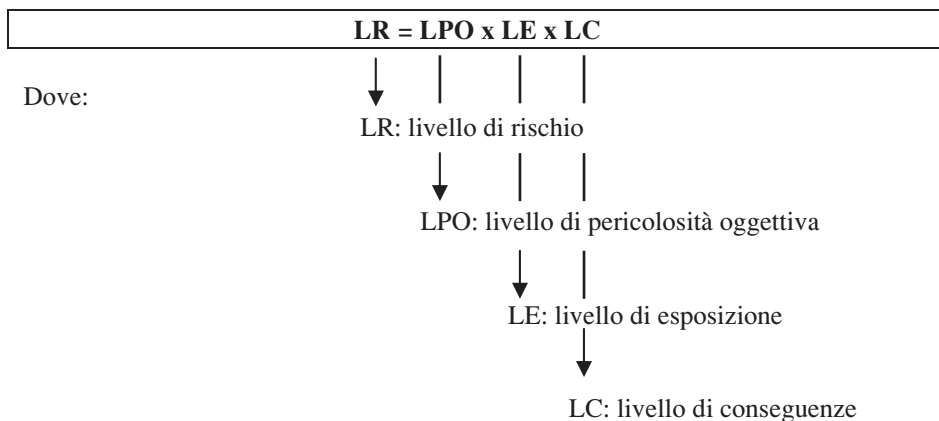 LR = LPO x LE x LC
Dove:
LR: livello di rischio
LPO: livello di pericolosità oggettiva
LE: livello di esposizione
LC: livello di conseguenze